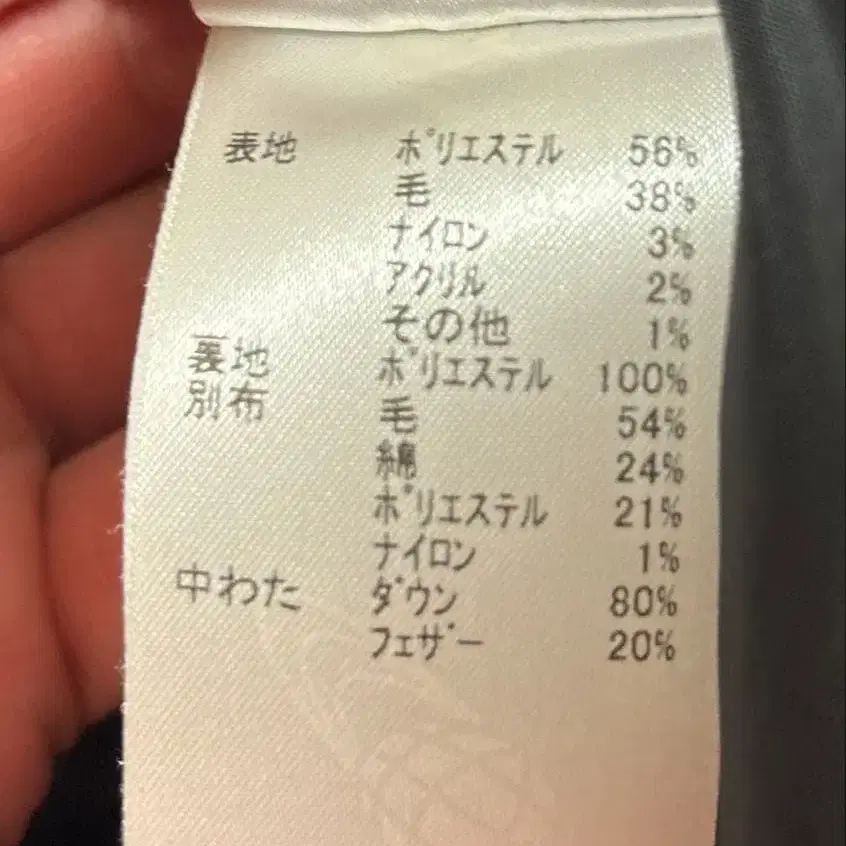 表地 ポリエステル 56%
毛 38%
ナイロン 3%
アクリル 2%
その他 1%
裏地 ポリエステル 100%
別布 毛 54%
綿 24%
ポリエステル 21%
ナイロン 1%
中わた ダウン 80%
フェザー 20%